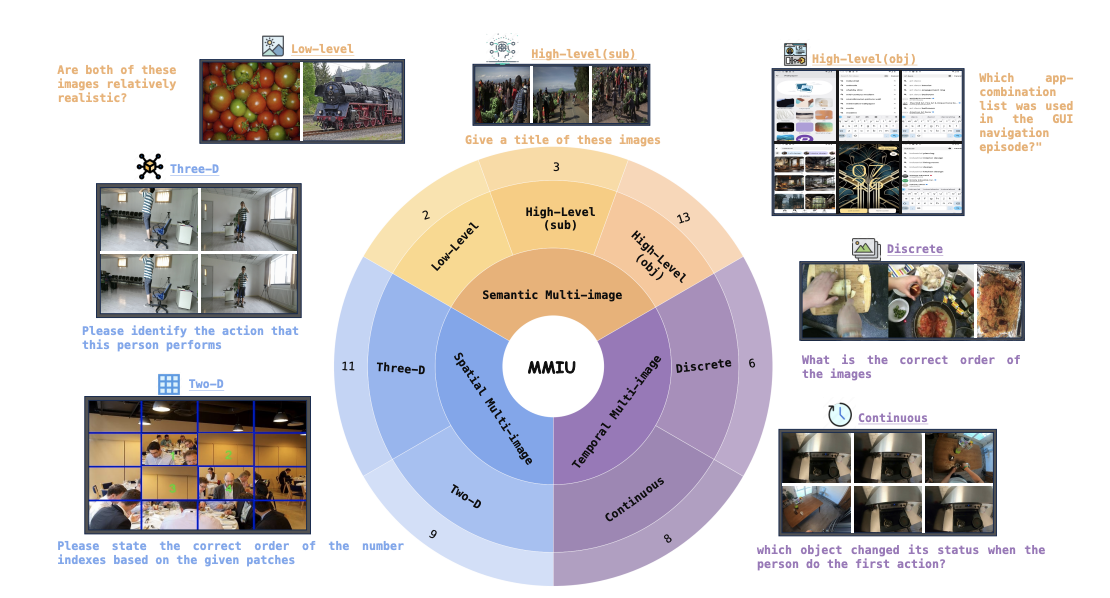 Low-level
Are both of these
images relatively
realistic?
High-level(sub)
Give a title of these images
High-level(obj)
Which app-
combination
list was used
in the GUI
navigation
episode?"
Three-D
Please identify the action that
this person performs
Two-D
Please state the correct order of the number
indexes based on the given patches
Discrete
What is the correct order of
the images
Continuous
which object changed its status when the
person do the first action?
2
3
13
Low-Level
High-Level
(sub)
High-Level
(obj)
Semantic Multi-image
11
Three-D
Spatial Multi-image
MMIU
Temporal Multi-image
Discrete
6
Two-D
9
Continuous
8